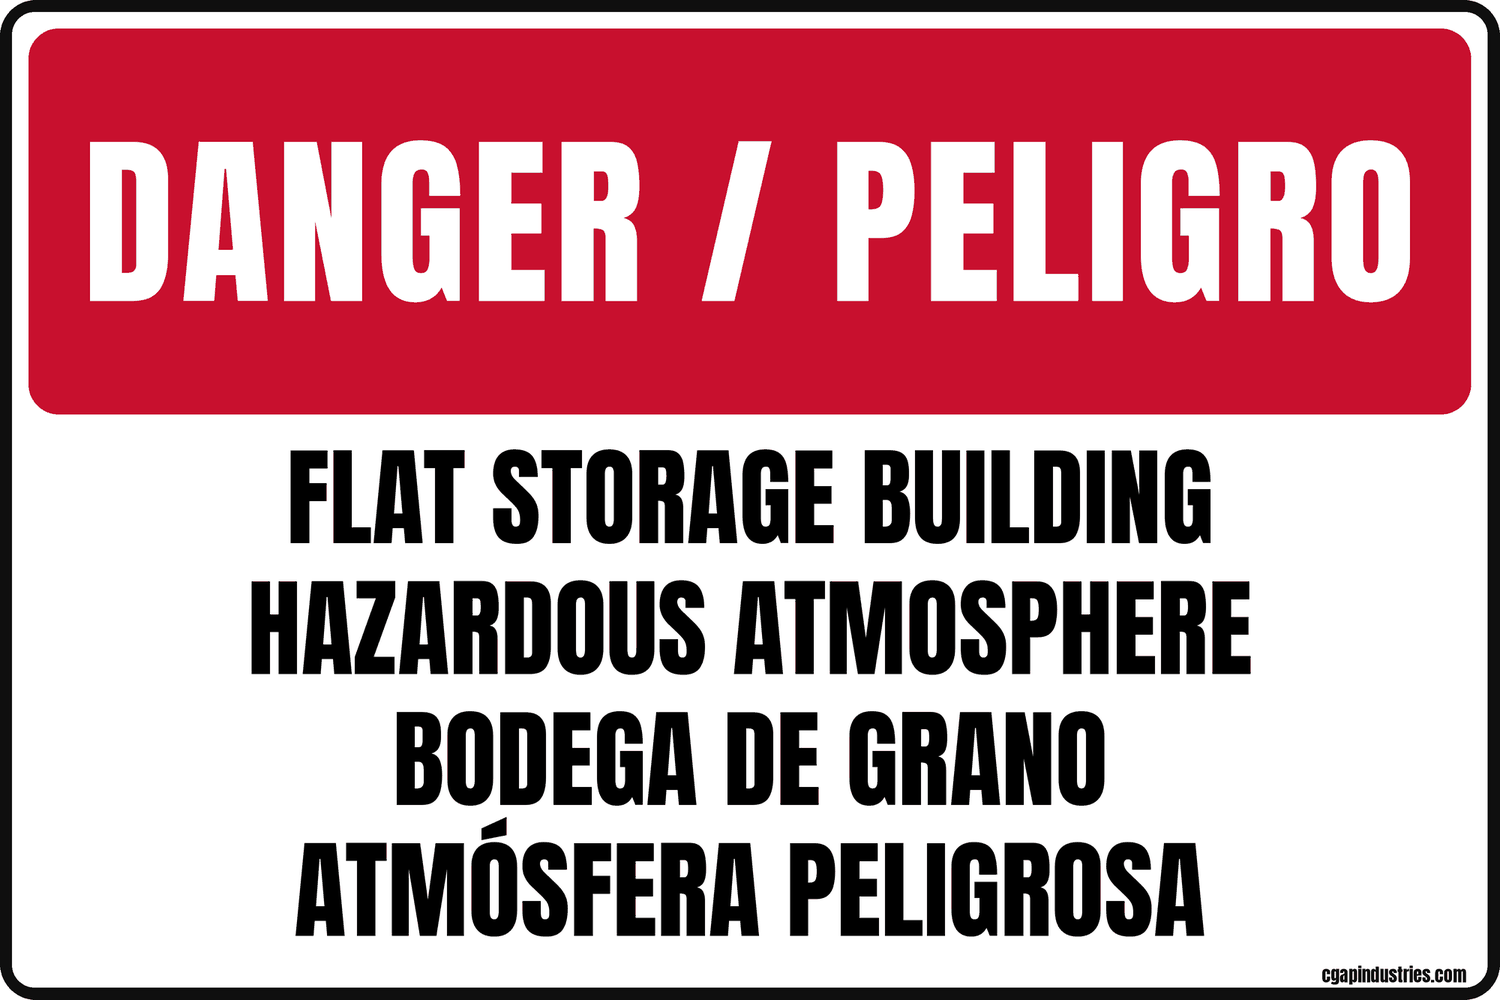 DANGER / PELIGRO
FLAT STORAGE BUILDING
HAZARDOUS ATMOSPHERE
BODEGA DE GRANO
ATMÓSFERA PELIGROSA
cgapindustries.com